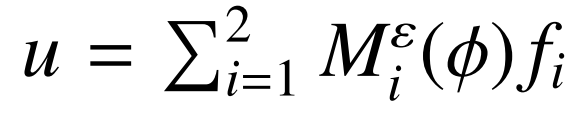 u = \sum_{i=1}^{2} M_i^{\varepsilon}(\phi) f_i